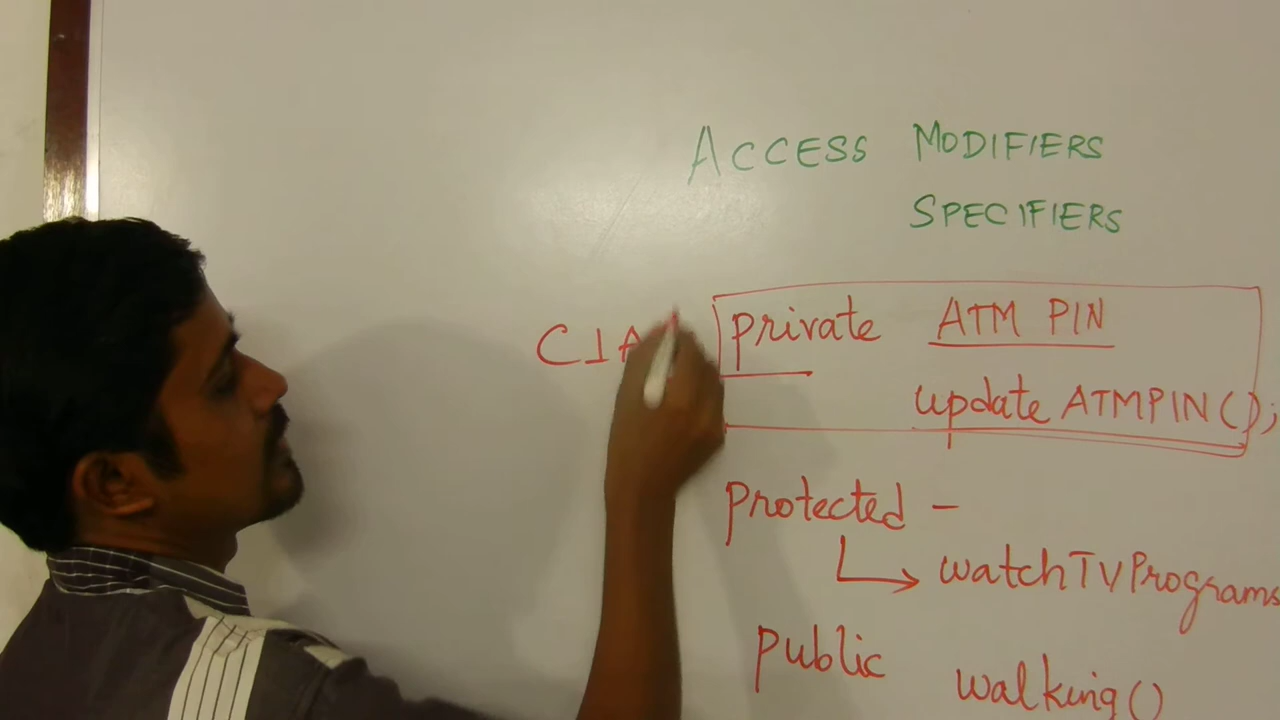 ACCESS MODIFIERS
SPECIFIERS
private ATM PIN
update ATMPIN();
protected -
watchTVPrograms
public walking()